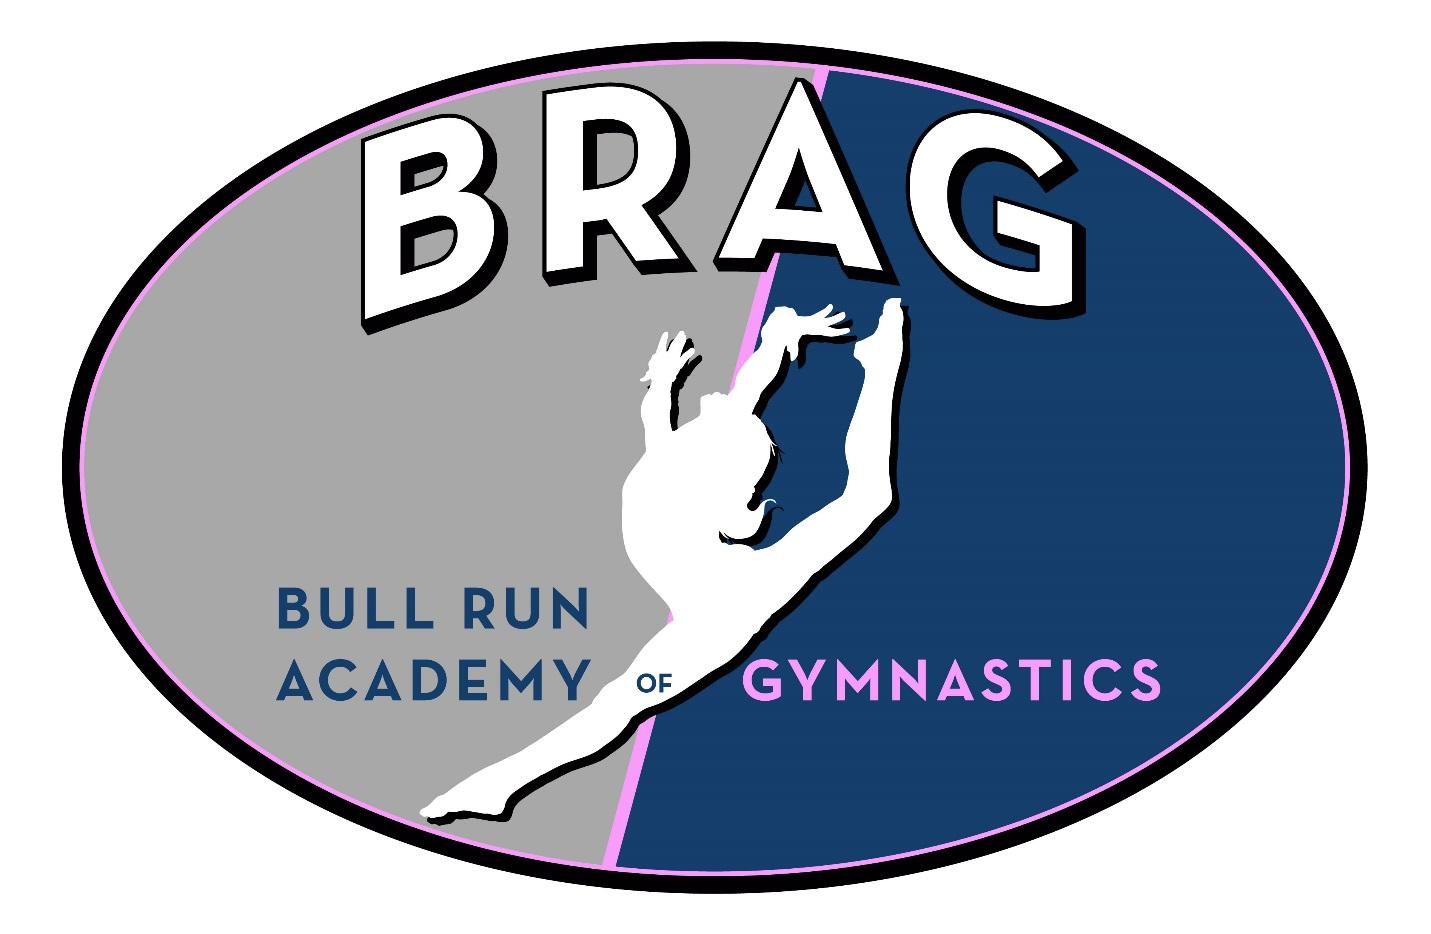 BRAG
BULL RUN
ACADEMY OF GYMNASTICS